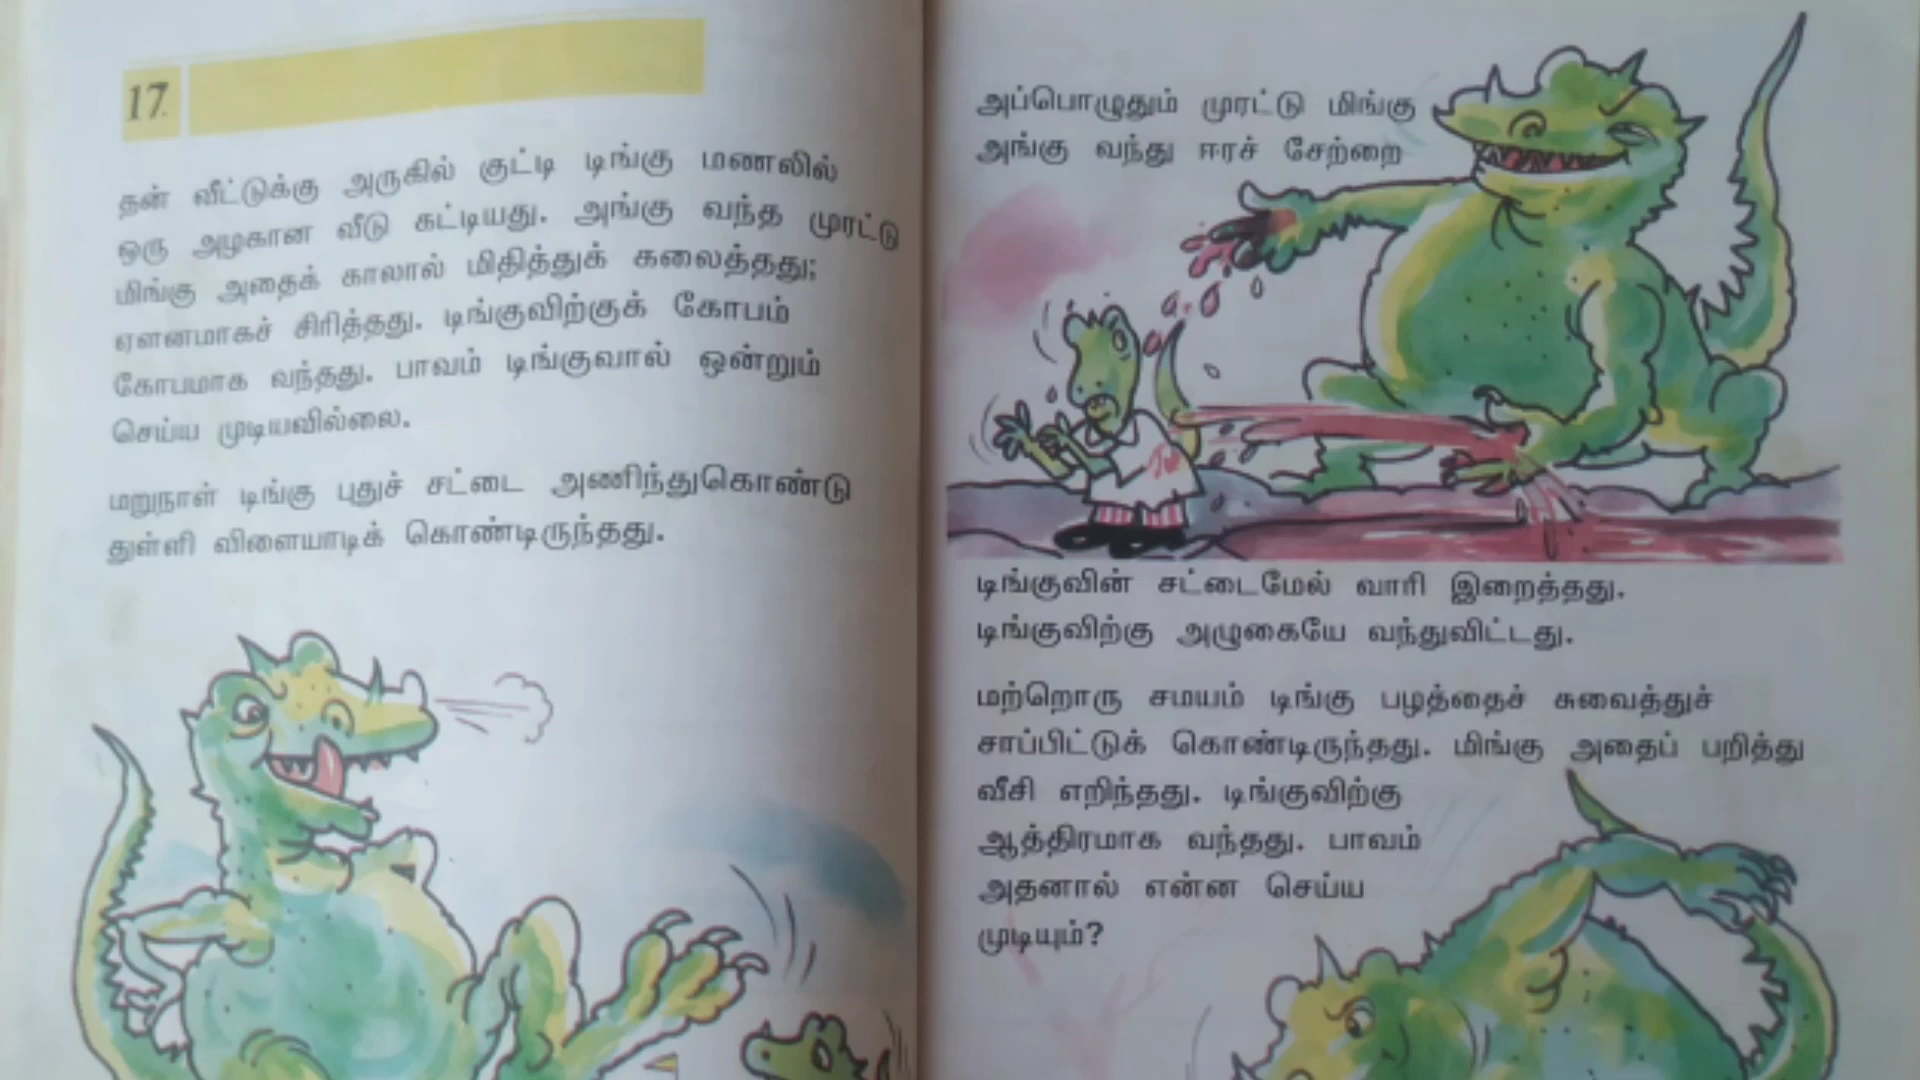 17.
தன் வீட்டுக்கு அருகில் குட்டி டிங்கு மணலில்
ஒரு அழகான வீடு கட்டியது. அங்கு வந்த முரட்டு
மிங்கு அதைக் காலால் மிதித்துக் கலைத்தது;
ஏளனமாகச் சிரித்தது. டிங்குவிற்குக் கோபம்
கோபமாக வந்தது. பாவம் டிங்குவால் ஒன்றும்
செய்ய முடியவில்லை.
மறுநாள் டிங்கு புதுச் சட்டை அணிந்துகொண்டு
துள்ளி விளையாடிக் கொண்டிருந்தது.
அப்பொழுதும் முரட்டு மிங்கு
அங்கு வந்து ஈரச் சேற்றை
டிங்குவின் சட்டைமேல் வாரி இறைத்தது.
டிங்குவிற்கு அழுகையே வந்துவிட்டது.
மற்றொரு சமயம் டிங்கு பழத்தைச் சுவைத்துச்
சாப்பிட்டுக் கொண்டிருந்தது. மிங்கு அதைப் பறித்து
வீசி எறிந்தது. டிங்குவிற்கு
ஆத்திரமாக வந்தது. பாவம்
அதனால் என்ன செய்ய
முடியும்?